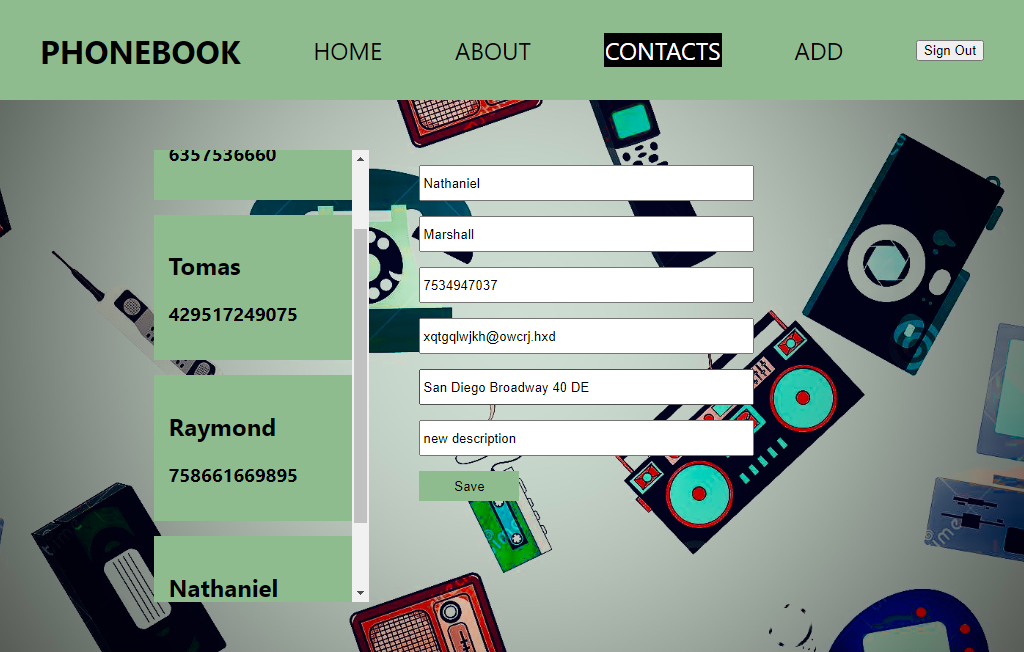 PHONEBOOK HOME ABOUT CONTACTS ADD Sign Out
6357536660
Tomas
429517249075
Raymond
758661669895
Nathaniel
Nathaniel
Marshall
7534947037
xqtgqlwjkh@owcrj.hxd
San Diego Broadway 40 DE
new description
Save